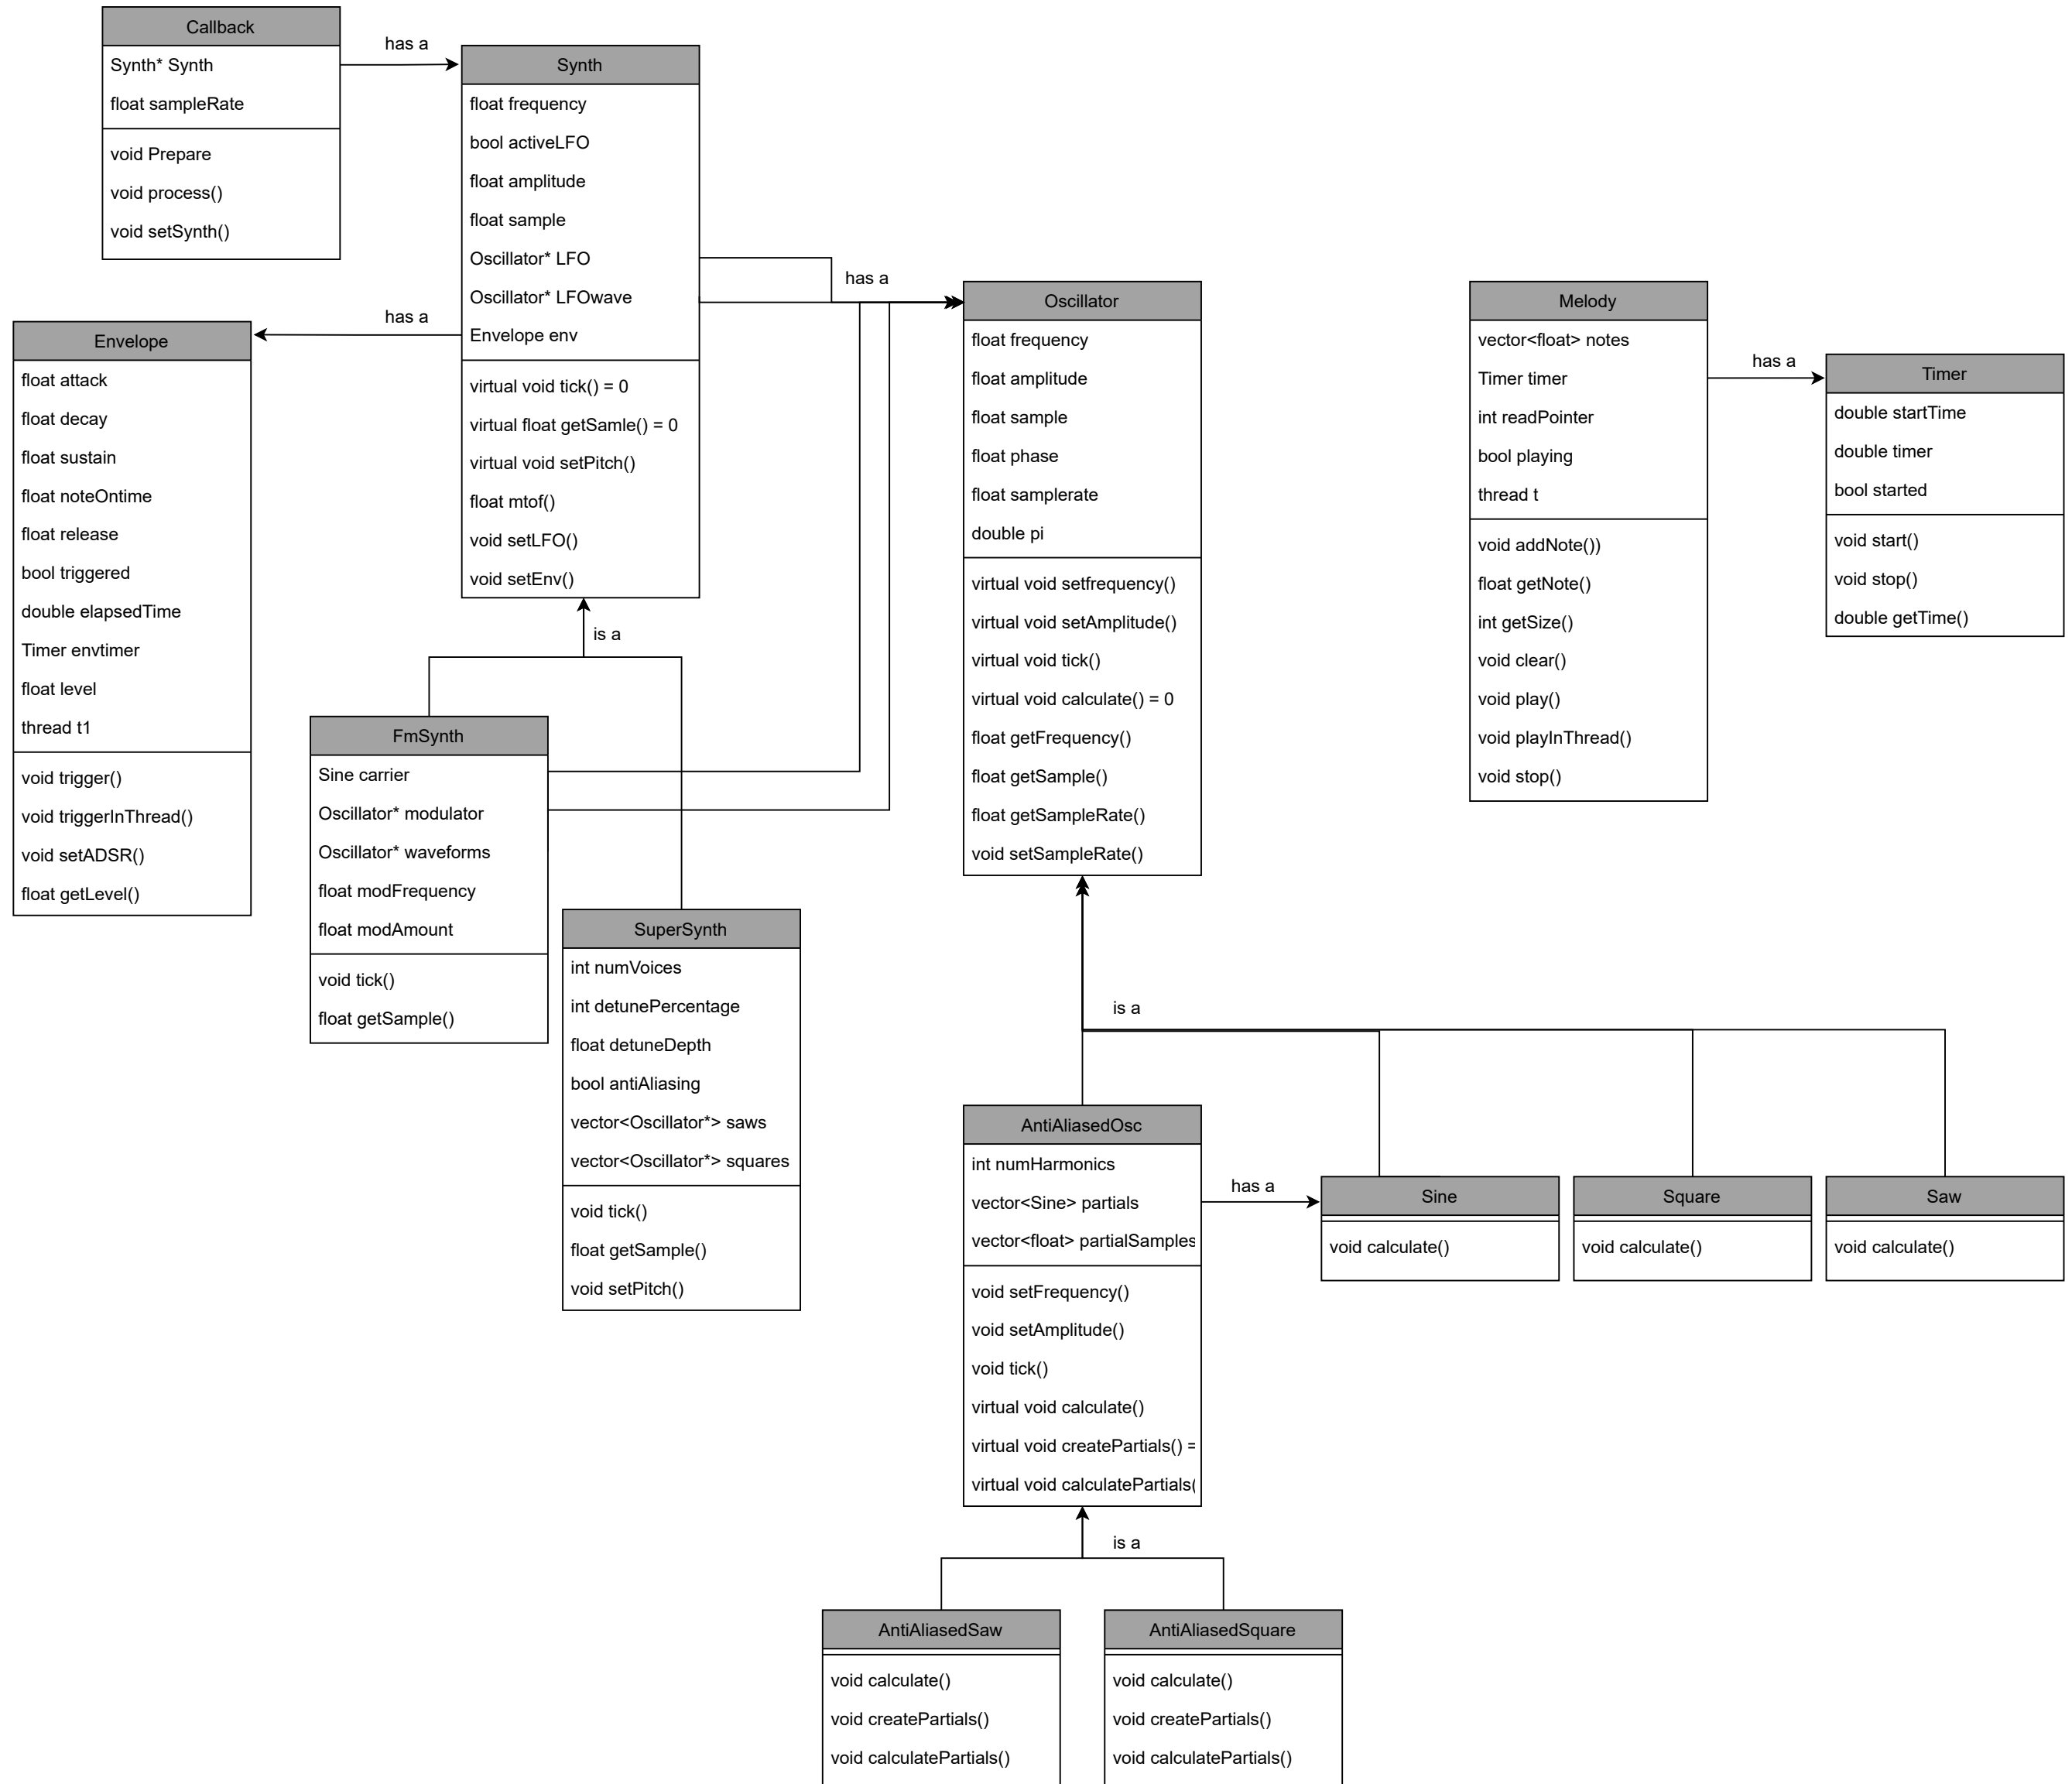 Callback
Synth* Synth
float sampleRate
void Prepare
void process()
void setSynth()
has a
Synth
float frequency
bool activeLFO
float amplitude
float sample
Oscillator* LFO
Oscillator* LFOwave
Envelope env
virtual void tick() = 0
virtual float getSamle() = 0
virtual void setPitch()
float mtof()
void setLFO()
void setEnv()
has a
Envelope
float attack
float decay
float sustain
float noteOntime
float release
bool triggered
double elapsedTime
Timer envtimer
float level
thread t1
void trigger()
void triggerInThread()
void setADSR()
float getLevel()
is a
FmSynth
Sine carrier
Oscillator* modulator
Oscillator* waveforms
float modFrequency
float modAmount
void tick()
float getSample()
SuperSynth
int numVoices
int detunePercentage
float detuneDepth
bool antiAliasing
vector<Oscillator*> saws
vector<Oscillator*> squares
void tick()
float getSample()
void setPitch()
has a
Oscillator
float frequency
float amplitude
float sample
float phase
float samplerate
double pi
virtual void setfrequency()
virtual void setAmplitude()
virtual void tick()
virtual void calculate() = 0
float getFrequency()
float getSample()
float getSampleRate()
void setSampleRate()
Melody
vector<float> notes
Timer timer
int readPointer
bool playing
thread t
void addNote())
float getNote()
int getSize()
void clear()
void play()
void playInThread()
void stop()
has a
Timer
double startTime
double timer
bool started
void start()
void stop()
double getTime()
is a
AntiAliasedOsc
int numHarmonics
vector<Sine> partials
vector<float> partialSamples
void setFrequency()
void setAmplitude()
void tick()
virtual void calculate()
virtual void createPartials() =
virtual void calculatePartials(
has a
Sine
void calculate()
Square
void calculate()
Saw
void calculate()
is a
AntiAliasedSaw
void calculate()
void createPartials()
void calculatePartials()
AntiAliasedSquare
void calculate()
void createPartials()
void calculatePartials()